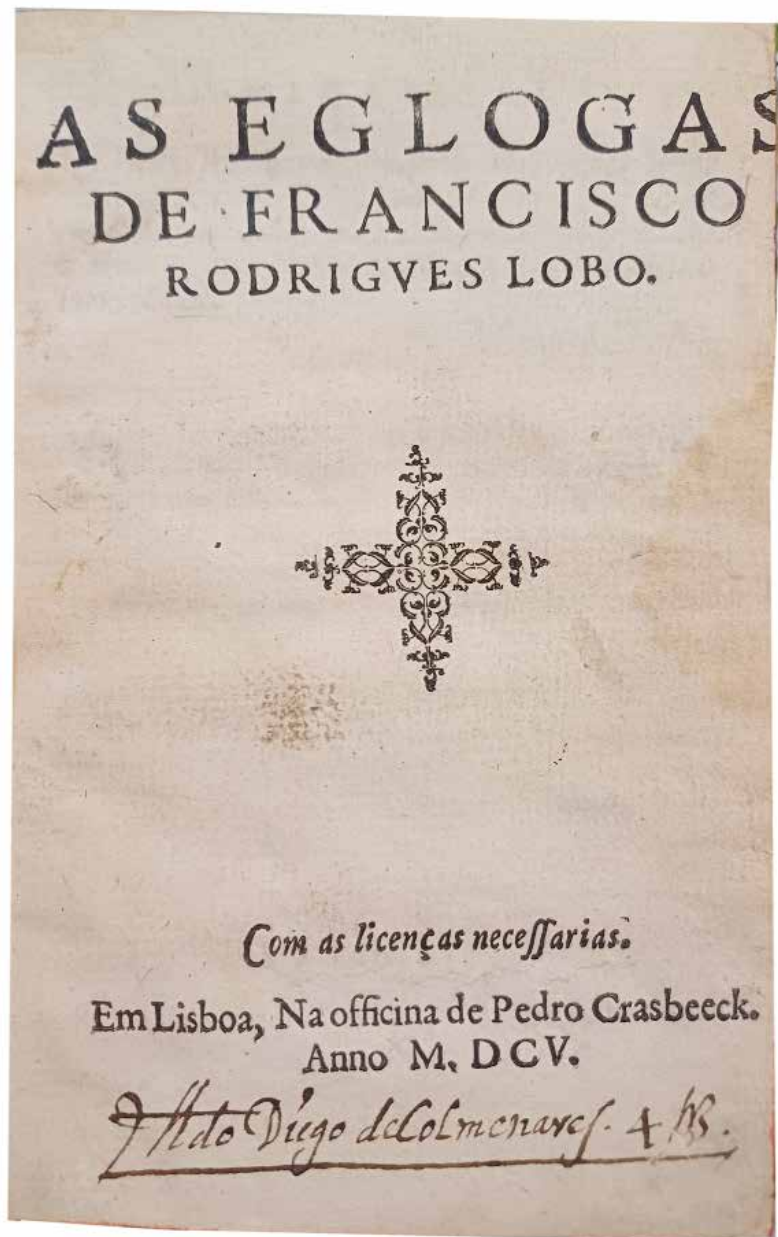 AS EGLOGAS
DE FRANCISCO
RODRIGVES LOBO.
Com as licenças neceſſarias.
Em Lisboa, Na officina de Pedro Crasbeeck.
Anno M. DCV.
Diego de Colmenares. 4